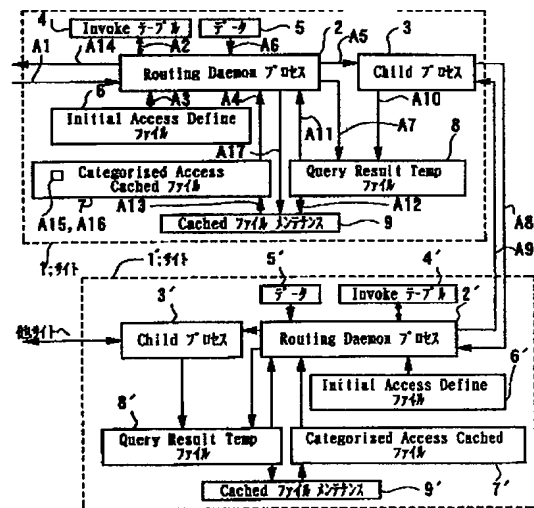 4 Invoke テーブル データ 5 2 A5 3
A1 A14 A2 A6
Routing Daemon プロセス Child プロセス
6 A3 A4 A10
Initial Access Define ファイル
A11 A7 8
A17
Categorized Access Cached ファイル
Query Result Temp ファイル
7 A13 A12
A15, A16 Cached ファイル メンテナンス 9
A8
A9
1:サイト 1′:サイト
5′ 4′
3′ データ Invoke テーブル 2′
他サイトへ
Child プロセス Routing Daemon プロセス
Initial Access Define ファイル 6′
8′
Query Result Temp ファイル Categorized Access Cached ファイル
7′
Cached ファイル メンテナンス 9′